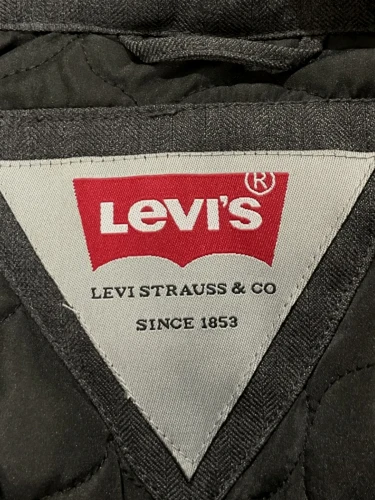 LEVI'S®
LEVI STRAUSS & CO
SINCE 1853